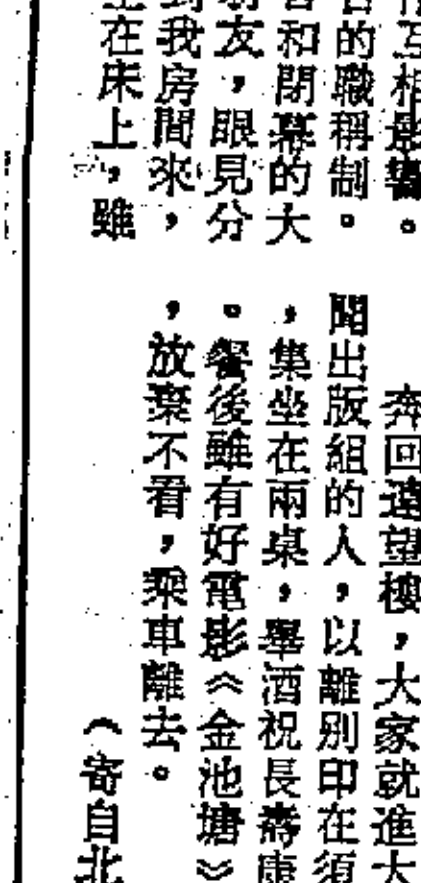 互相影響。
的職稱制。
和閉幕的大
友，眼見分
我房間來，
在床上，雖
奔回遠望樓，大家就進大
聞出版組的人，以離別印在須
，集坐在兩桌，舉酒祝長壽康
。餐後雖有好電影《金池塘》
，放棄不看，乘車離去。
（寄自北